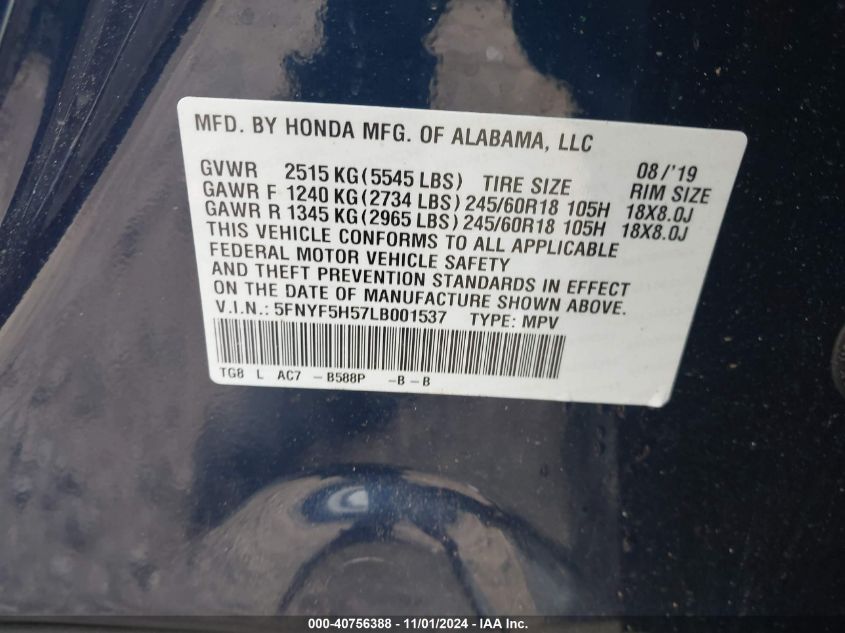 MFD. BY HONDA MFG. OF ALABAMA, LLC
08/'19
GVWR 2515 KG(5545 LBS) TIRE SIZE RIM SIZE
GAWR F 1240 KG(2734 LBS) 245/60R18 105H 18X8.0J
GAWR R 1345 KG(2965 LBS) 245/60R18 105H 18X8.0J
THIS VEHICLE CONFORMS TO ALL APPLICABLE
FEDERAL MOTOR VEHICLE SAFETY
AND THEFT PREVENTION STANDARDS IN EFFECT
ON THE DATE OF MANUFACTURE SHOWN ABOVE.
V.I.N.: 5FNYF5H57LB001537 TYPE: MPV
TG8 L AC7 -B588P -B-B
000-40756388 - 11/01/2024 - IAA Inc.